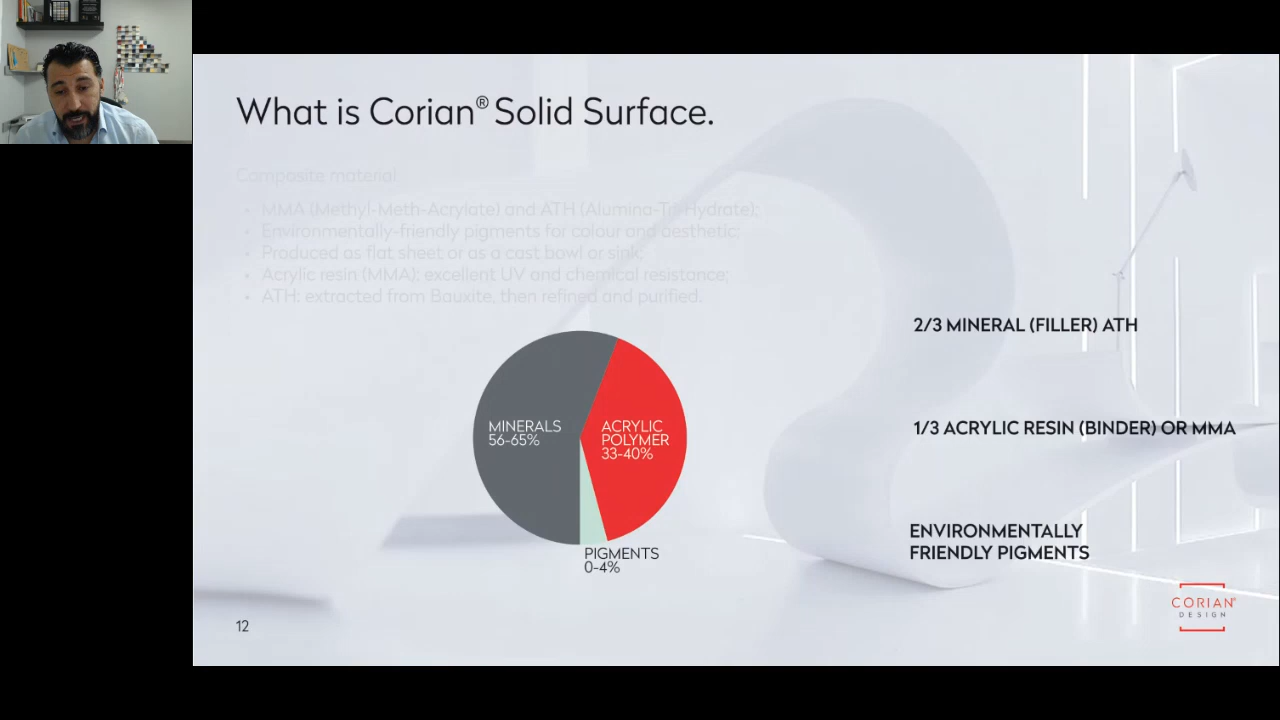 What is Corian® Solid Surface.
Composite material
• MMA (Methyl-Meth-Acrylate) and ATH (Alumina-Tri-Hydrate);
• Environmentally-friendly pigments for colour and aesthetic;
• Produced as flat sheet or as a cast bowl or sink;
• Acrylic resin (MMA): excellent UV and chemical resistance;
• ATH: extracted from Bauxite, then refined and purified.
2/3 MINERAL (FILLER) ATH
MINERALS
56-65%
ACRYLIC
POLYMER
33-40%
1/3 ACRYLIC RESIN (BINDER) OR MMA
PIGMENTS
0-4%
ENVIRONMENTALLY
FRIENDLY PIGMENTS
CORIAN®
DESIGN
12